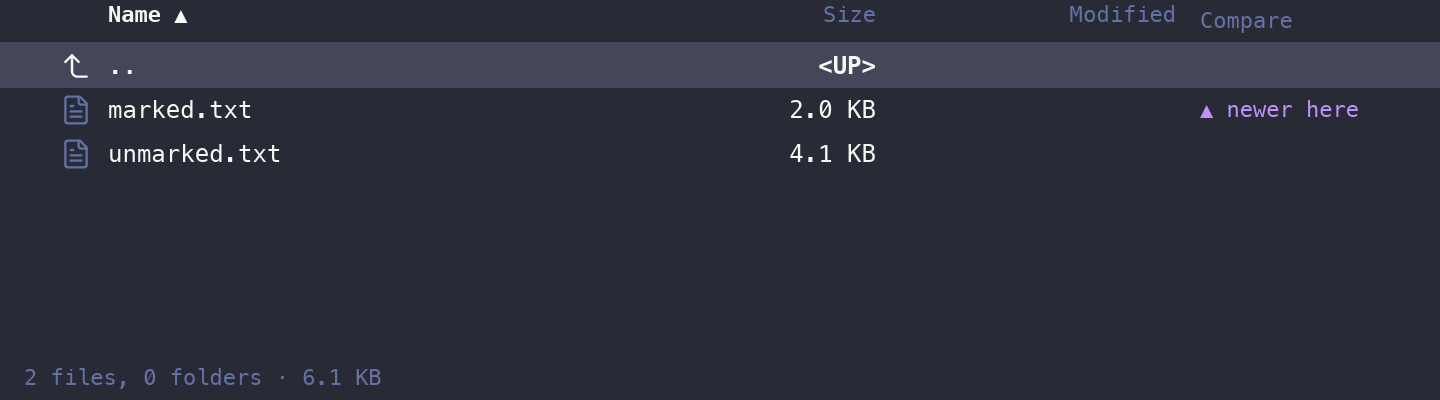 Name ▲ Size Modified Compare
.. <UP>
marked.txt 2.0 KB ▲ newer here
unmarked.txt 4.1 KB
2 files, 0 folders · 6.1 KB